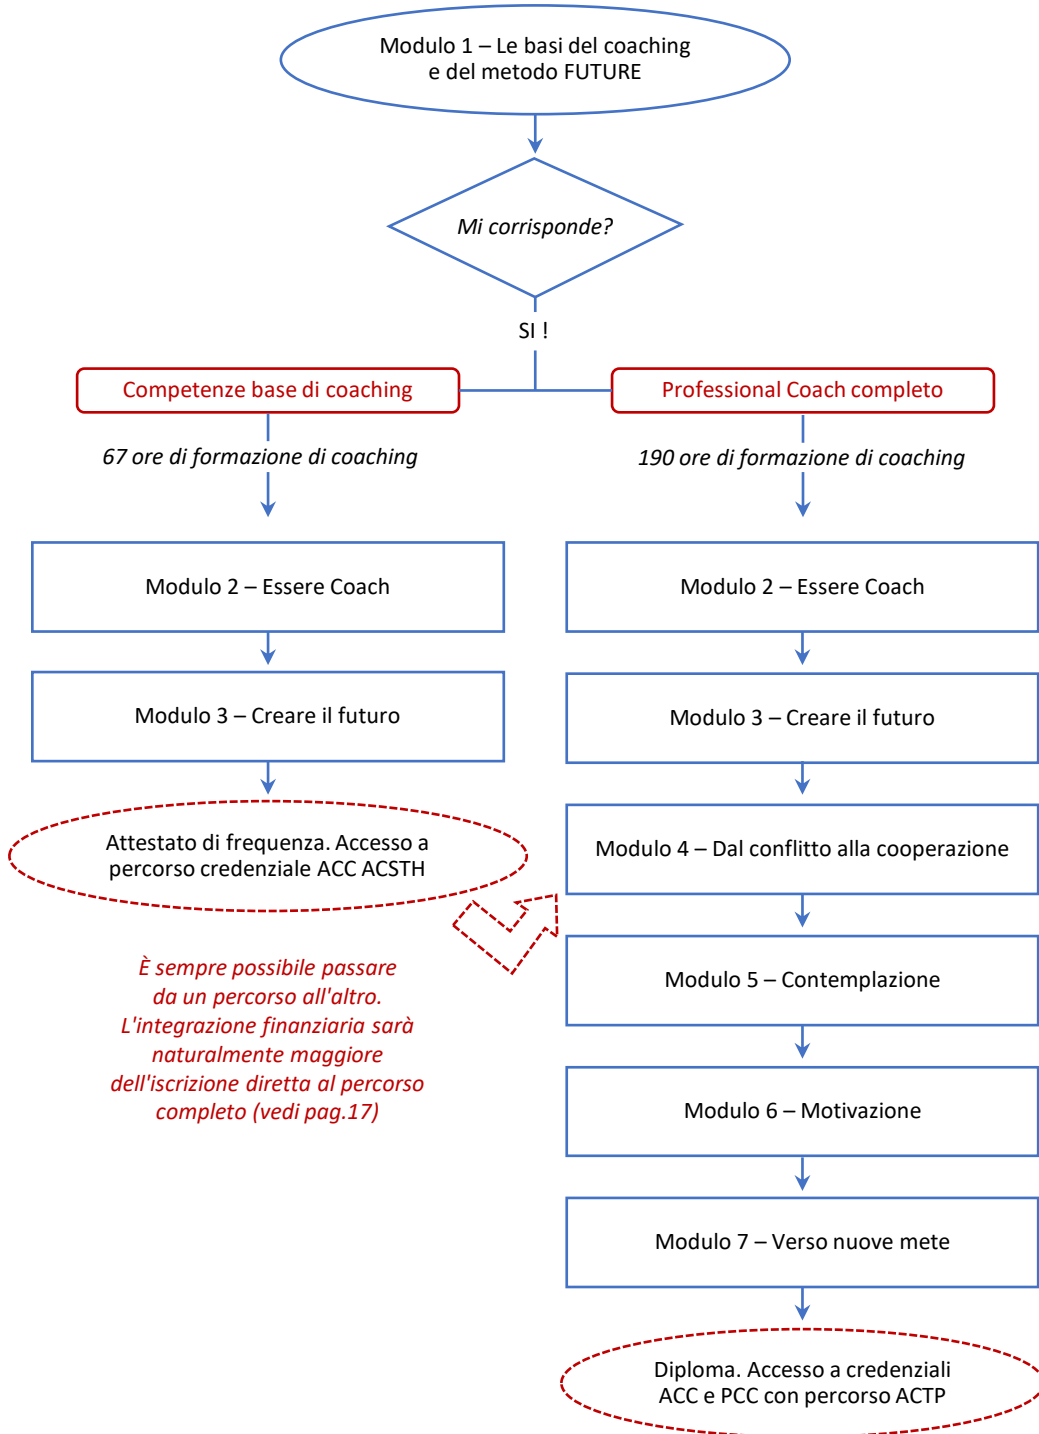 Modulo 1 – Le basi del coaching
e del metodo FUTURE
Mi corrisponde?
SI !
Competenze base di coaching
Professional Coach completo
67 ore di formazione di coaching
190 ore di formazione di coaching
Modulo 2 – Essere Coach
Modulo 2 – Essere Coach
Modulo 3 – Creare il futuro
Modulo 3 – Creare il futuro
Attestato di frequenza. Accesso a
percorso credenziale ACC ACSTH
Modulo 4 – Dal conflitto alla cooperazione
È sempre possibile passare
da un percorso all'altro.
L'integrazione finanziaria sarà
naturalmente maggiore
dell'iscrizione diretta al percorso
completo (vedi pag.17)
Modulo 5 – Contemplazione
Modulo 6 – Motivazione
Modulo 7 – Verso nuove mete
Diploma. Accesso a credenziali
ACC e PCC con percorso ACTP